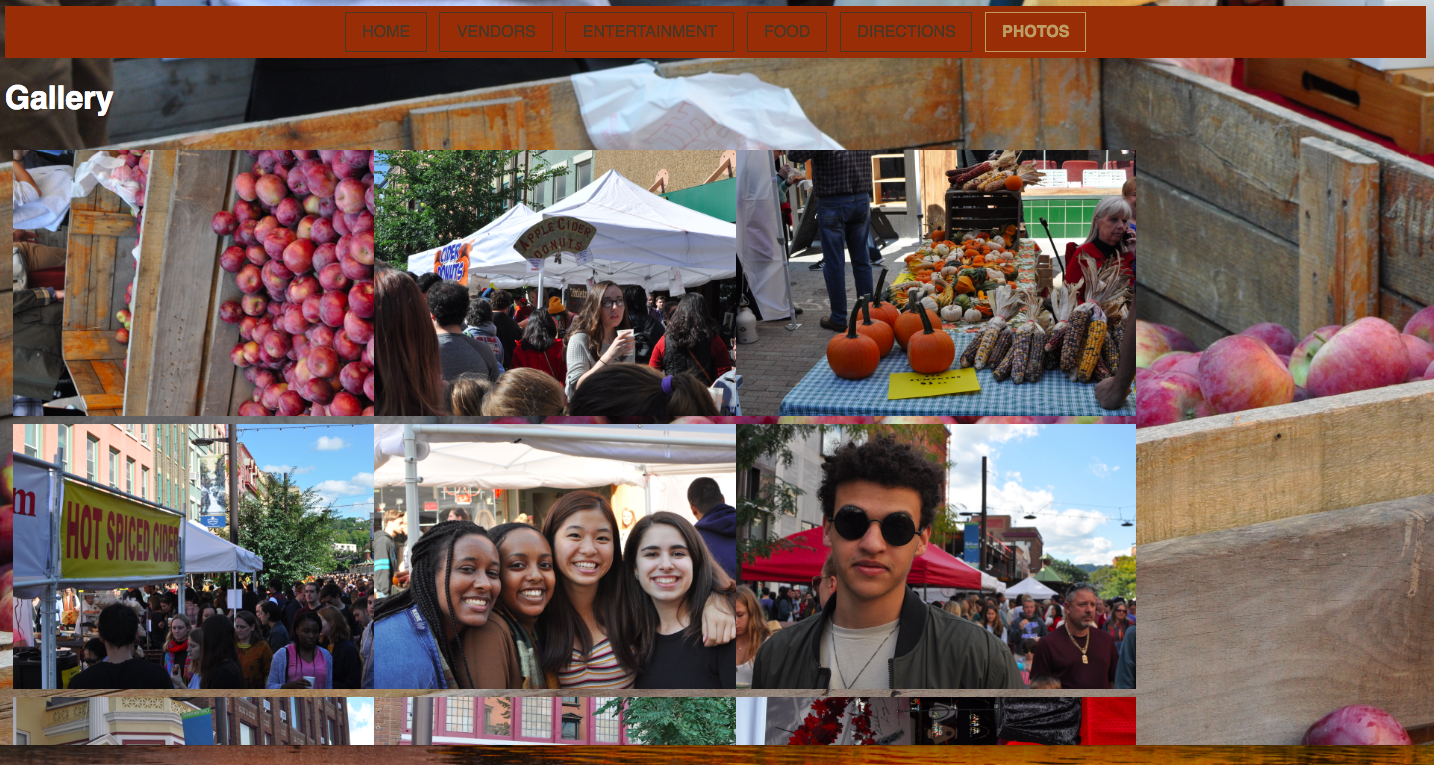 HOME VENDORS ENTERTAINMENT FOOD DIRECTIONS PHOTOS
Gallery
APPLE CIDER
DONUTS
CIDER
DONUTS
m
HOT SPICED CIDER